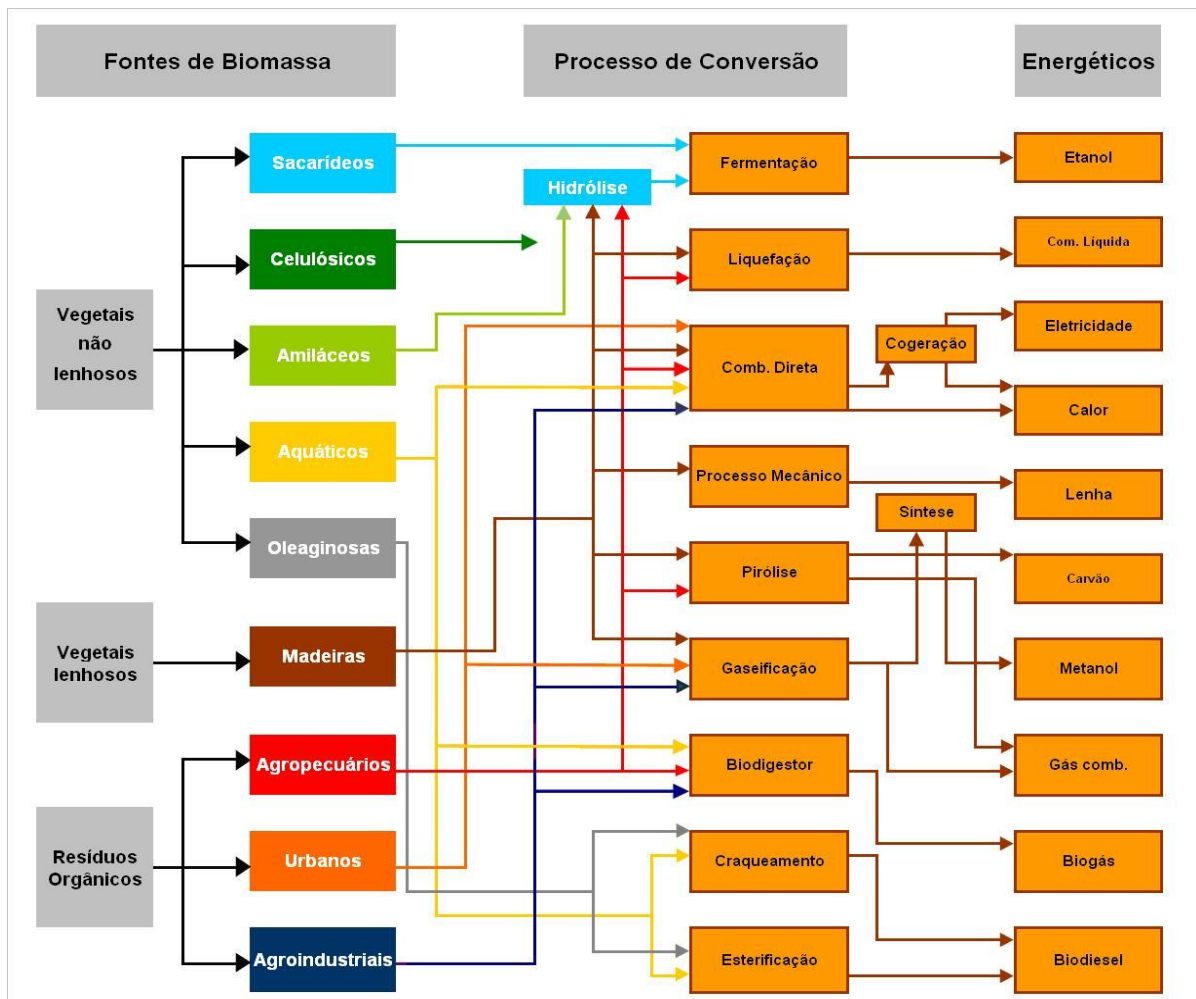 Fontes de Biomassa
Processo de Conversão
Energéticos
Vegetais
não
lenhosos
Vegetais
lenhosos
Resíduos
Orgânicos
Sacarídeos
Celulósicos
Amiláceos
Aquáticos
Oleaginosas
Madeiras
Agropecuários
Urbanos
Agroindustriais
Hidrólise
Fermentação
Liquefação
Comb. Direta
Processo Mecânico
Pirólise
Gaseificação
Biodigestor
Craqueamento
Esterificação
Cogeração
Síntese
Etanol
Com. Líquida
Eletricidade
Calor
Lenha
Carvão
Metanol
Gás comb.
Biogás
Biodiesel